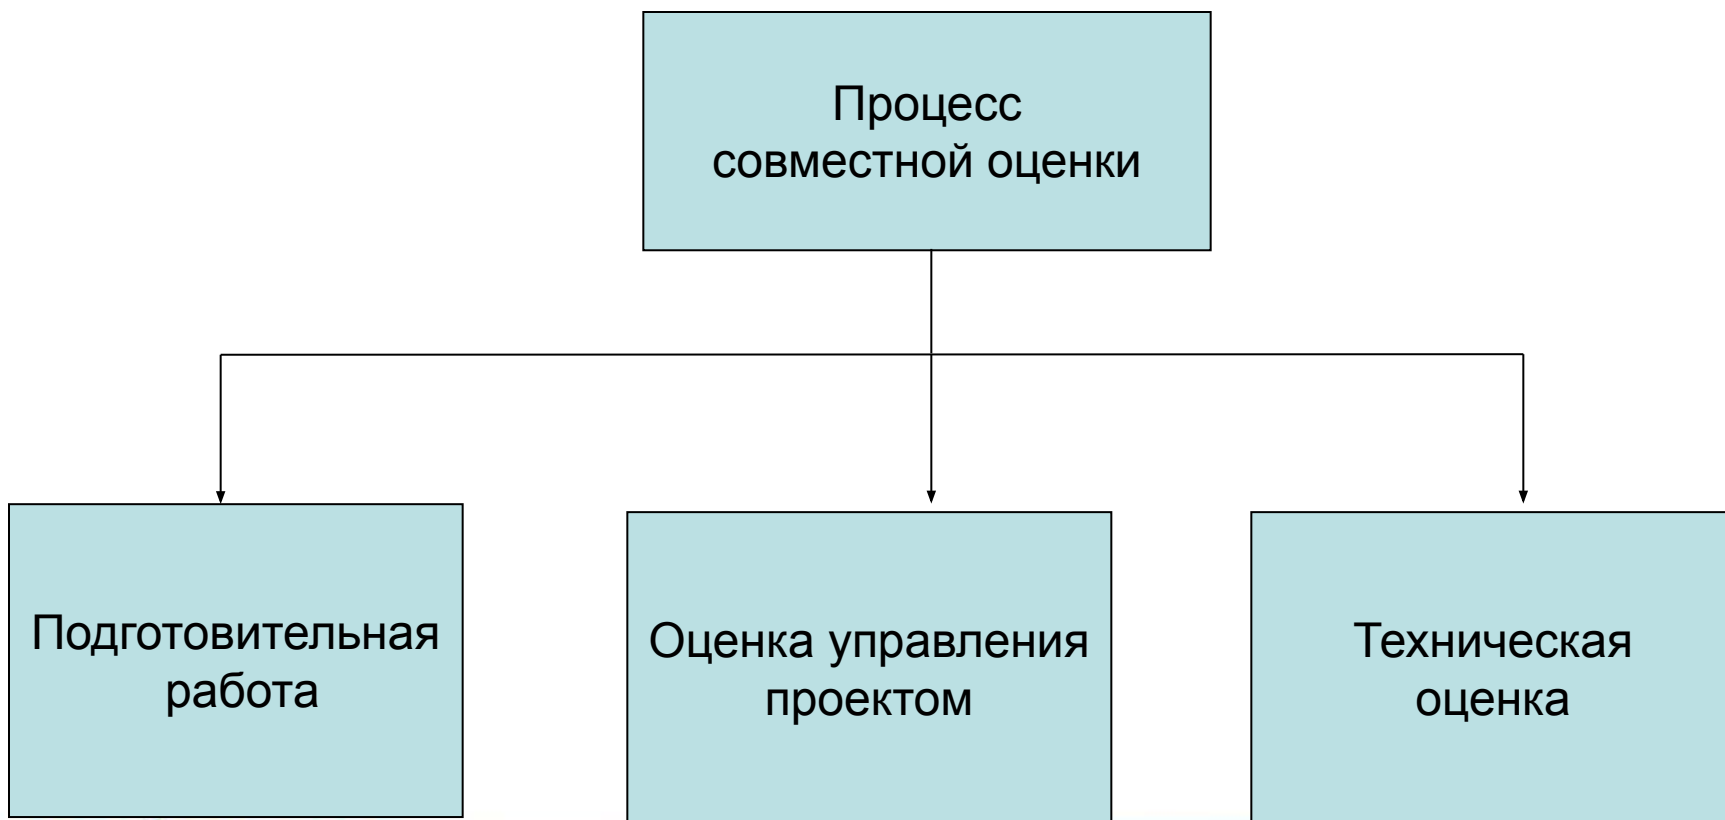 Процесс
совместной оценки
Подготовительная
работа
Оценка управления
проектом
Техническая
оценка